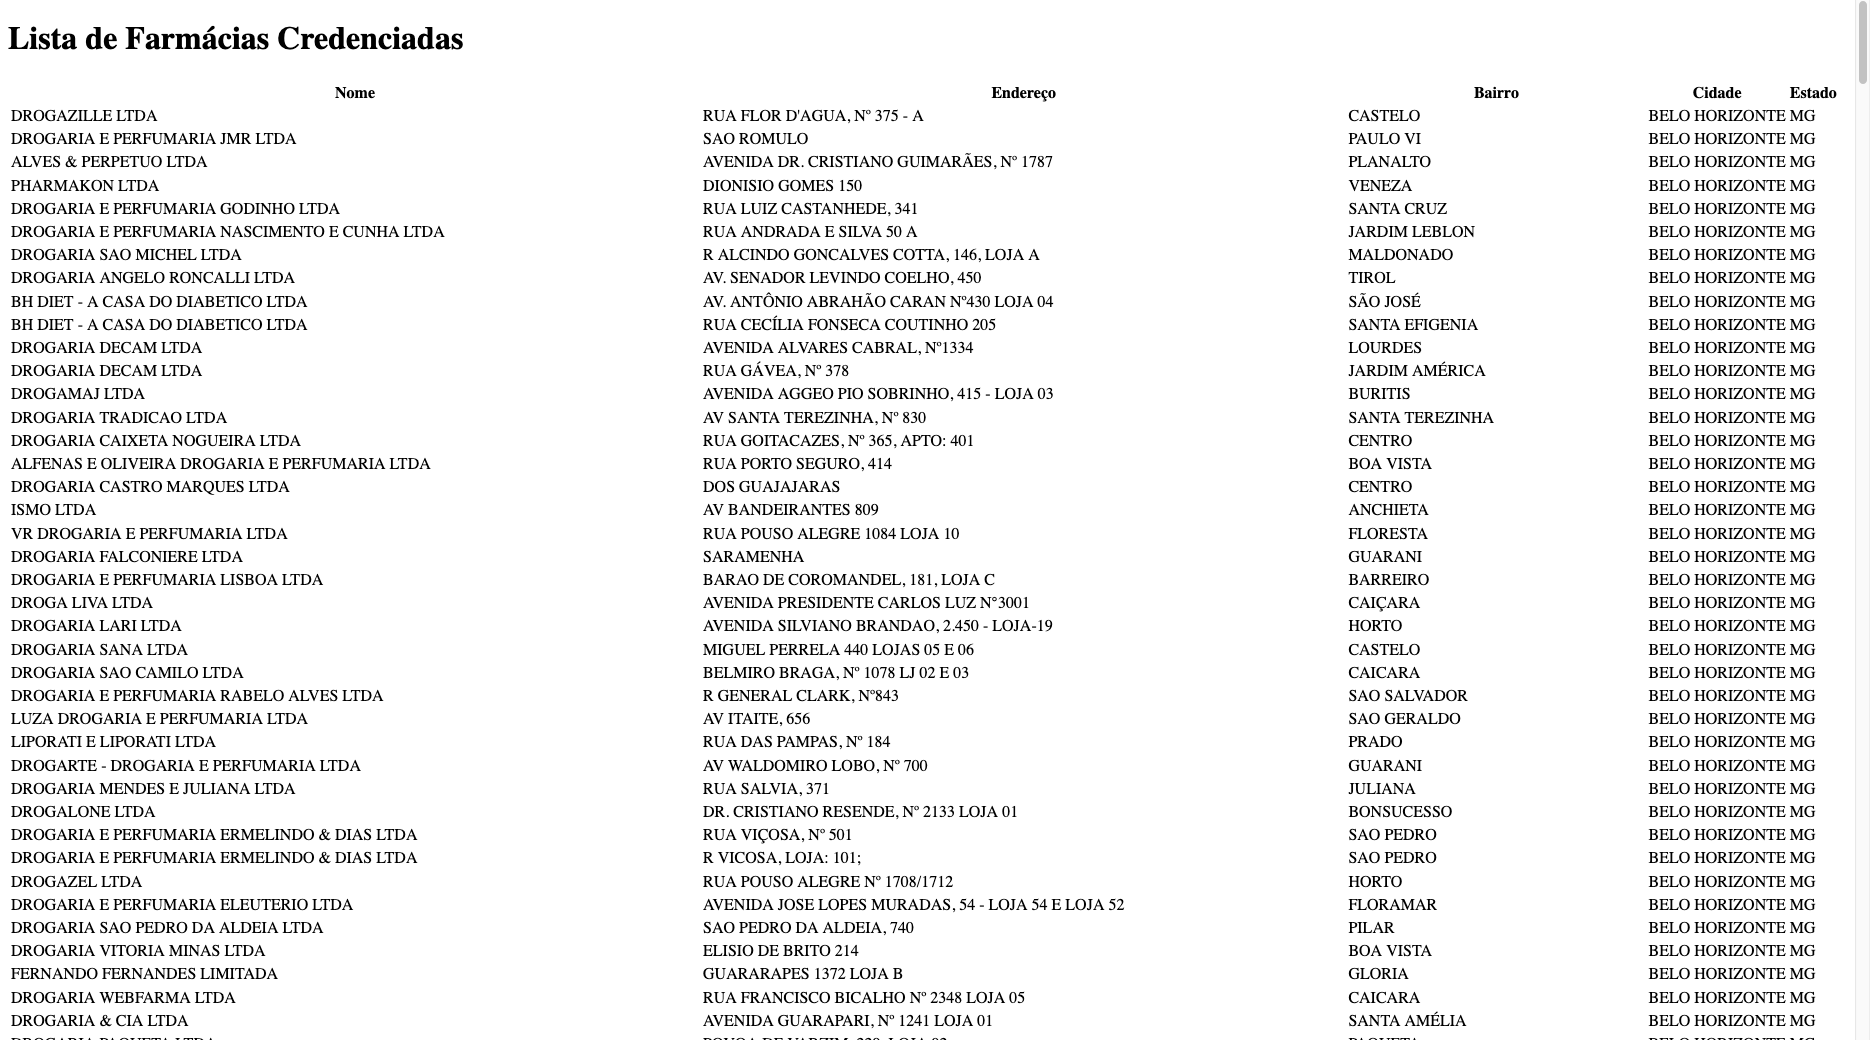 Lista de Farmácias Credenciadas
Nome Endereço Bairro Cidade Estado
DROGAZILLE LTDA RUA FLOR D'AGUA, Nº 375 - A CASTELO BELO HORIZONTE MG
DROGARIA E PERFUMARIA JMR LTDA SAO ROMULO PAULO VI BELO HORIZONTE MG
ALVES & PERPETUO LTDA AVENIDA DR. CRISTIANO GUIMARÃES, Nº 1787 PLANALTO BELO HORIZONTE MG
PHARMAKON LTDA DIONISIO GOMES 150 VENEZA BELO HORIZONTE MG
DROGARIA E PERFUMARIA GODINHO LTDA RUA LUIZ CASTANHEDE, 341 SANTA CRUZ BELO HORIZONTE MG
DROGARIA E PERFUMARIA NASCIMENTO E CUNHA LTDA RUA ANDRADA E SILVA 50 A JARDIM LEBLON BELO HORIZONTE MG
DROGARIA SAO MICHEL LTDA R ALCINDO GONCALVES COTTA, 146, LOJA A MALDONADO BELO HORIZONTE MG
DROGARIA ANGELO RONCALLI LTDA AV. SENADOR LEVINDO COELHO, 450 TIROL BELO HORIZONTE MG
BH DIET - A CASA DO DIABETICO LTDA AV. ANTÔNIO ABRAHÃO CARAN Nº430 LOJA 04 SÃO JOSÉ BELO HORIZONTE MG
BH DIET - A CASA DO DIABETICO LTDA RUA CECÍLIA FONSECA COUTINHO 205 SANTA EFIGENIA BELO HORIZONTE MG
DROGARIA DECAM LTDA AVENIDA ALVARES CABRAL, Nº1334 LOURDES BELO HORIZONTE MG
DROGARIA DECAM LTDA RUA GÁVEA, Nº 378 JARDIM AMÉRICA BELO HORIZONTE MG
DROGAMAJ LTDA AVENIDA AGGEO PIO SOBRINHO, 415 - LOJA 03 BURITIS BELO HORIZONTE MG
DROGARIA TRADICAO LTDA AV SANTA TEREZINHA, Nº 830 SANTA TEREZINHA BELO HORIZONTE MG
DROGARIA CAIXETA NOGUEIRA LTDA RUA GOITACAZES, Nº 365, APTO: 401 CENTRO BELO HORIZONTE MG
ALFENAS E OLIVEIRA DROGARIA E PERFUMARIA LTDA RUA PORTO SEGURO, 414 BOA VISTA BELO HORIZONTE MG
DROGARIA CASTRO MARQUES LTDA DOS GUAJAJARAS CENTRO BELO HORIZONTE MG
ISMO LTDA AV BANDEIRANTES 809 ANCHIETA BELO HORIZONTE MG
VR DROGARIA E PERFUMARIA LTDA RUA POUSO ALEGRE 1084 LOJA 10 FLORESTA BELO HORIZONTE MG
DROGARIA FALCONIERE LTDA SARAMENHA GUARANI BELO HORIZONTE MG
DROGARIA E PERFUMARIA LISBOA LTDA BARAO DE COROMANDEL, 181, LOJA C BARREIRO BELO HORIZONTE MG
DROGA LIVA LTDA AVENIDA PRESIDENTE CARLOS LUZ N°3001 CAIÇARA BELO HORIZONTE MG
DROGARIA LARI LTDA AVENIDA SILVIANO BRANDAO, 2.450 - LOJA-19 HORTO BELO HORIZONTE MG
DROGARIA SANA LTDA MIGUEL PERRELA 440 LOJAS 05 E 06 CASTELO BELO HORIZONTE MG
DROGARIA SAO CAMILO LTDA BELMIRO BRAGA, Nº 1078 LJ 02 E 03 CAICARA BELO HORIZONTE MG
DROGARIA E PERFUMARIA RABELO ALVES LTDA R GENERAL CLARK, Nº843 SAO SALVADOR BELO HORIZONTE MG
LUZA DROGARIA E PERFUMARIA LTDA AV ITAITE, 656 SAO GERALDO BELO HORIZONTE MG
LIPORATI E LIPORATI LTDA RUA DAS PAMPAS, Nº 184 PRADO BELO HORIZONTE MG
DROGARTE - DROGARIA E PERFUMARIA LTDA AV WALDOMIRO LOBO, Nº 700 GUARANI BELO HORIZONTE MG
DROGARIA MENDES E JULIANA LTDA RUA SALVIA, 371 JULIANA BELO HORIZONTE MG
DROGALONE LTDA DR. CRISTIANO RESENDE, Nº 2133 LOJA 01 BONSUCESSO BELO HORIZONTE MG
DROGARIA E PERFUMARIA ERMELINDO & DIAS LTDA RUA VIÇOSA, Nº 501 SAO PEDRO BELO HORIZONTE MG
DROGARIA E PERFUMARIA ERMELINDO & DIAS LTDA R VICOSA, LOJA: 101; SAO PEDRO BELO HORIZONTE MG
DROGAZEL LTDA RUA POUSO ALEGRE Nº 1708/1712 HORTO BELO HORIZONTE MG
DROGARIA E PERFUMARIA ELEUTERIO LTDA AVENIDA JOSE LOPES MURADAS, 54 - LOJA 54 E LOJA 52 FLORAMAR BELO HORIZONTE MG
DROGARIA SAO PEDRO DA ALDEIA LTDA SAO PEDRO DA ALDEIA, 740 PILAR BELO HORIZONTE MG
DROGARIA VITORIA MINAS LTDA ELISIO DE BRITO 214 BOA VISTA BELO HORIZONTE MG
FERNANDO FERNANDES LIMITADA GUARARAPES 1372 LOJA B GLORIA BELO HORIZONTE MG
DROGARIA WEBFARMA LTDA RUA FRANCISCO BICALHO Nº 2348 LOJA 05 CAICARA BELO HORIZONTE MG
DROGARIA & CIA LTDA AVENIDA GUARAPARI, Nº 1241 LOJA 01 SANTA AMÉLIA BELO HORIZONTE MG